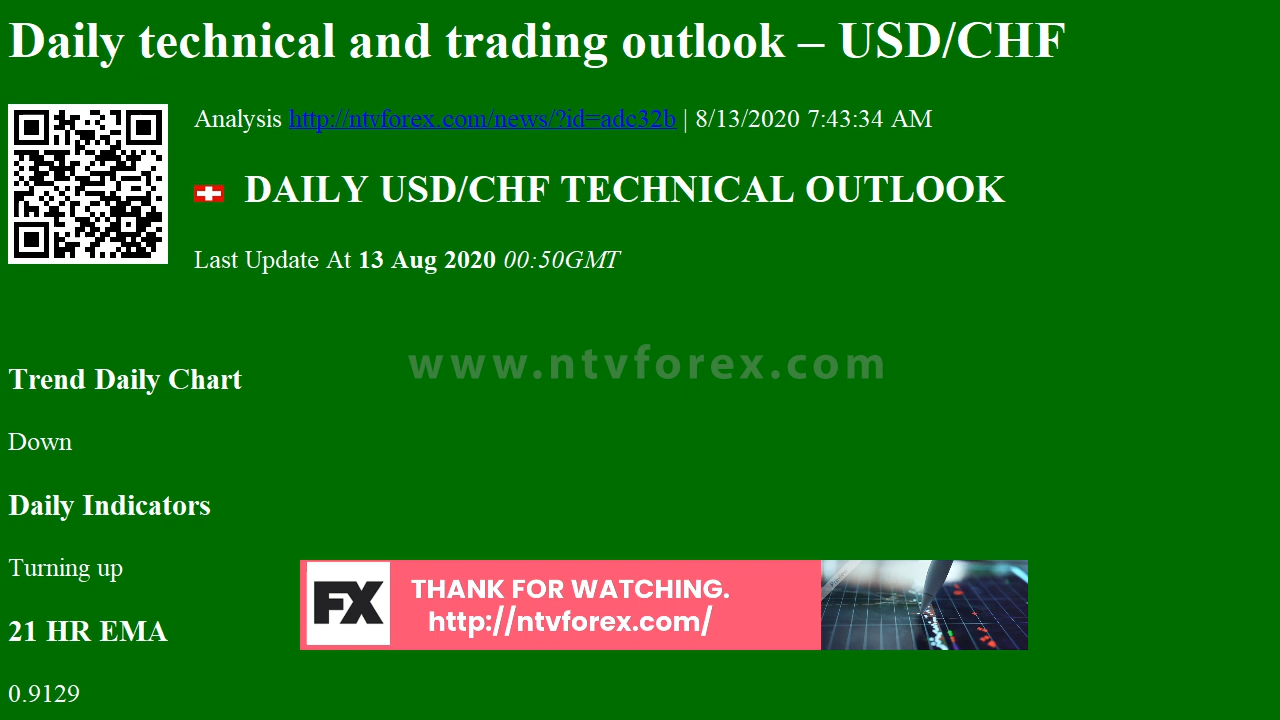 Daily technical and trading outlook – USD/CHF
Analysis http://ntvforex.com/news/?id=adc32b | 8/13/2020 7:43:34 AM
DAILY USD/CHF TECHNICAL OUTLOOK
Last Update At 13 Aug 2020 00:50GMT
www.ntvforex.com
Trend Daily Chart
Down
Daily Indicators
Turning up
21 HR EMA
0.9129
FX
THANK FOR WATCHING.
http://ntvforex.com/